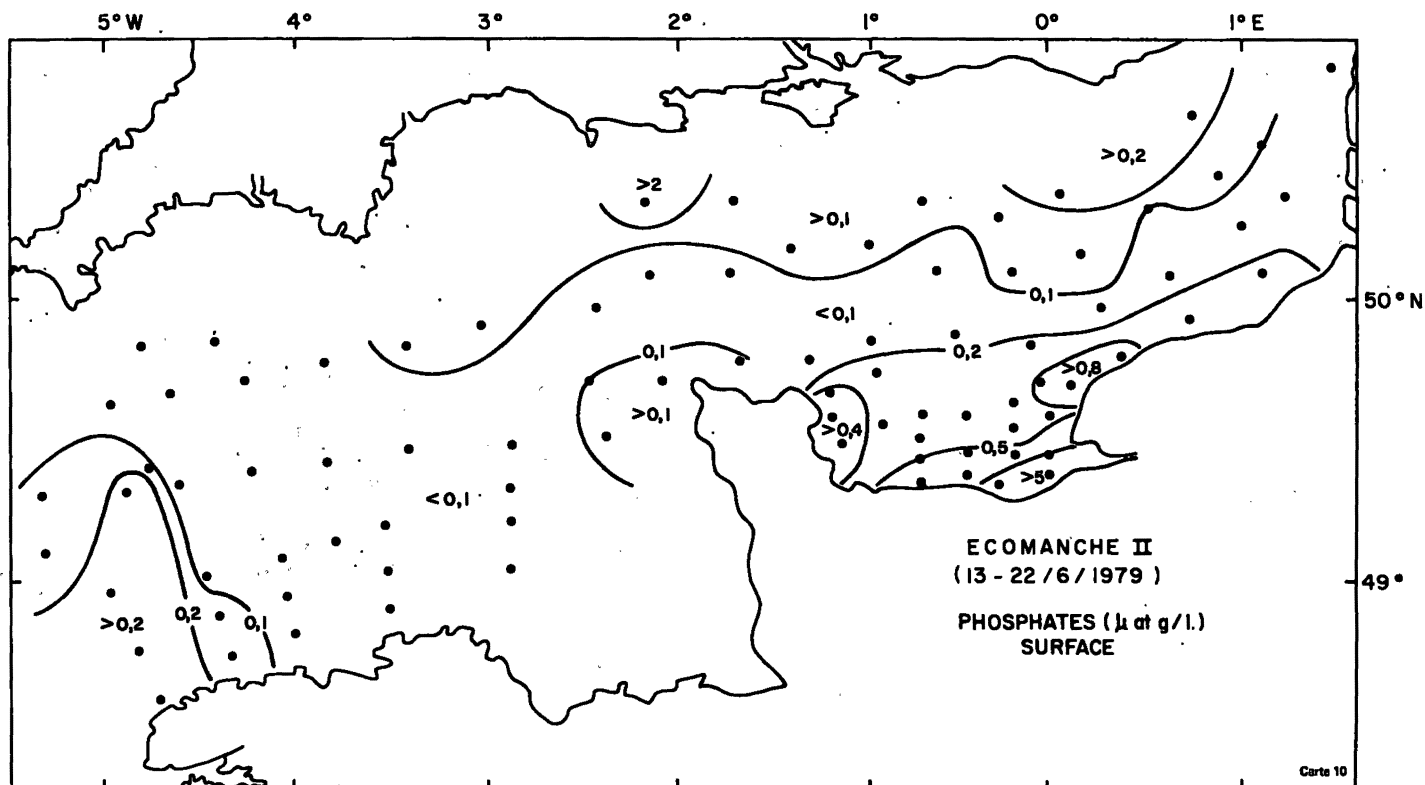 5° W 4° 3° 2° 1° 0° 1° E
>0,2
>2
>0,1
50° N
0,1
<0,1
0,1
0,2
>0,8
>0,1
>0,4
0,5
>5
<0,1
ECOMANCHE II
(13 - 22 /6 /1979)
49°
>0,2
0,2
0,1
PHOSPHATES (µ at g/l.)
SURFACE
Carte 10